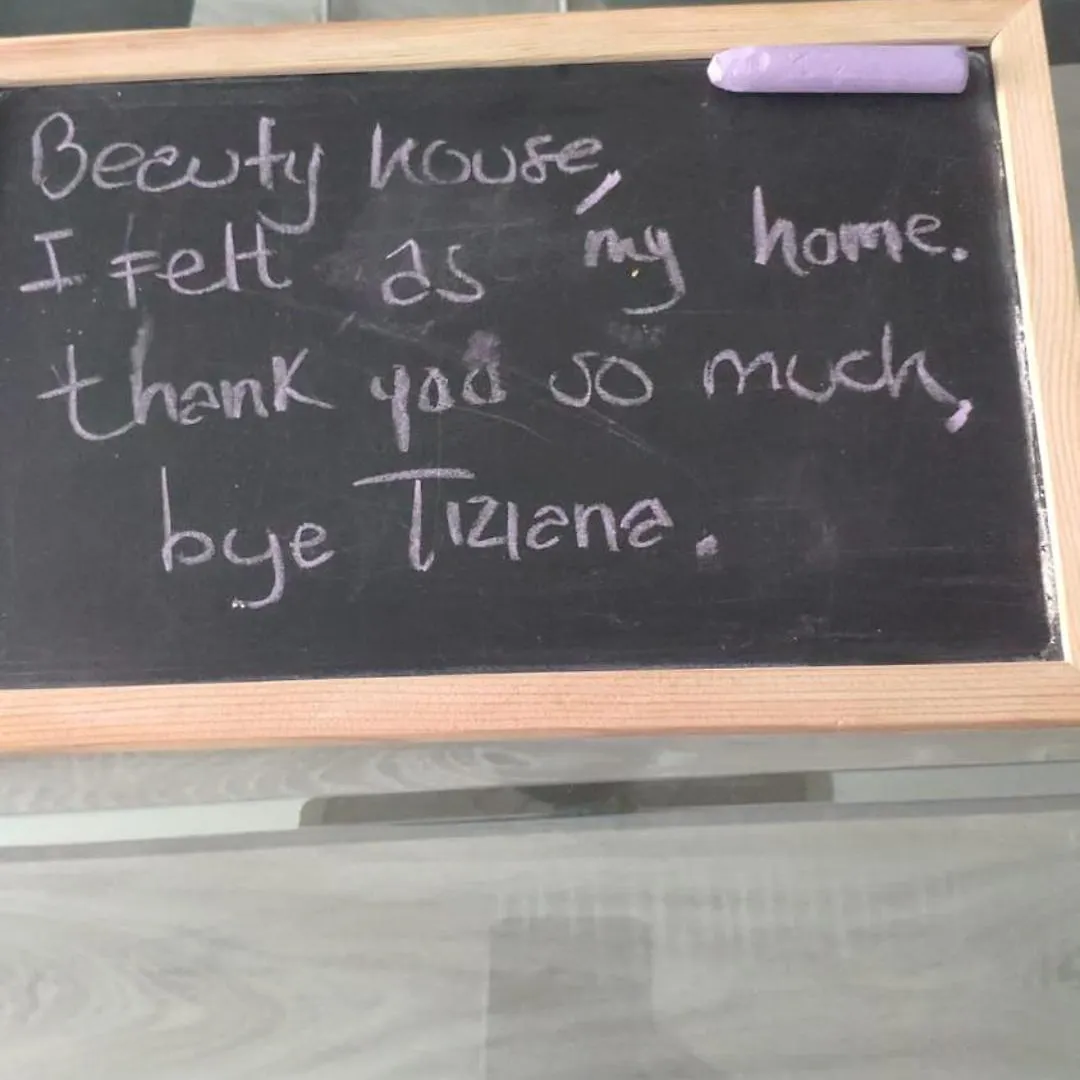 Beauty house,
I felt as my home.
thank you so much,
bye Tiziana.